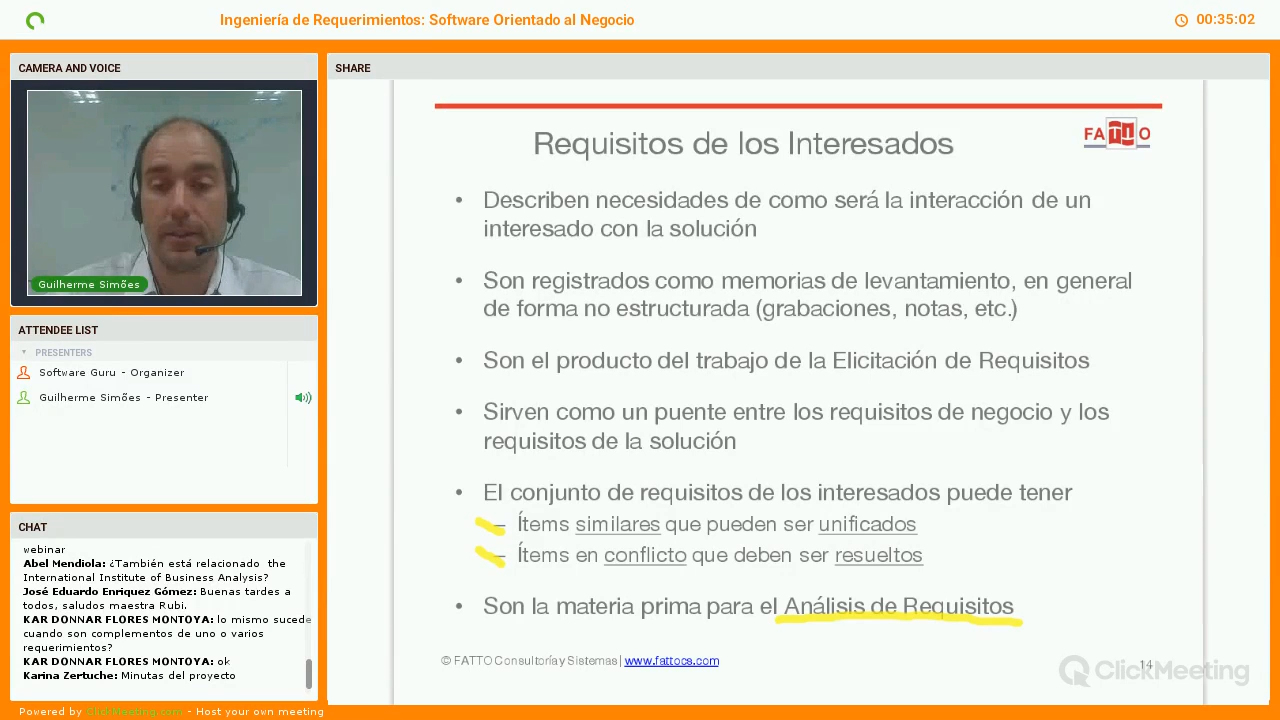 Ingeniería de Requerimientos: Software Orientado al Negocio
00:35:02
CAMERA AND VOICE
Guilherme Simões
ATTENDEE LIST
PRESENTERS
Software Guru - Organizer
Guilherme Simões - Presenter
CHAT
webinar
Abel Mendiola: ¿También está relacionado the
International Institute of Business Analysis?
José Eduardo Enriquez Gómez: Buenas tardes a
todos, saludos maestra Rubi.
KAR DONNAR FLORES MONTOYA: lo mismo sucede
cuando son complementos de uno o varios
requerimientos?
KAR DONNAR FLORES MONTOYA: ok
Karina Zertuche: Minutas del proyecto
Powered by ClickMeeting.com - Host your own meeting
SHARE
Requisitos de los Interesados
FATTO
• Describen necesidades de como será la interacción de un
interesado con la solución
• Son registrados como memorias de levantamiento, en general
de forma no estructurada (grabaciones, notas, etc.)
• Son el producto del trabajo de la Elicitación de Requisitos
• Sirven como un puente entre los requisitos de negocio y los
requisitos de la solución
• El conjunto de requisitos de los interesados puede tener
– Ítems similares que pueden ser unificados
– Ítems en conflicto que deben ser resueltos
• Son la materia prima para el Análisis de Requisitos
© FATTO Consultoría y Sistemas | www.fattocs.com
14
ClickMeeting